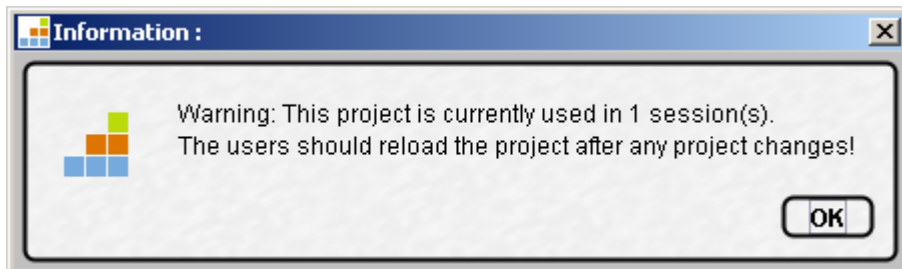 Information :
Warning: This project is currently used in 1 session(s).
The users should reload the project after any project changes!
OK